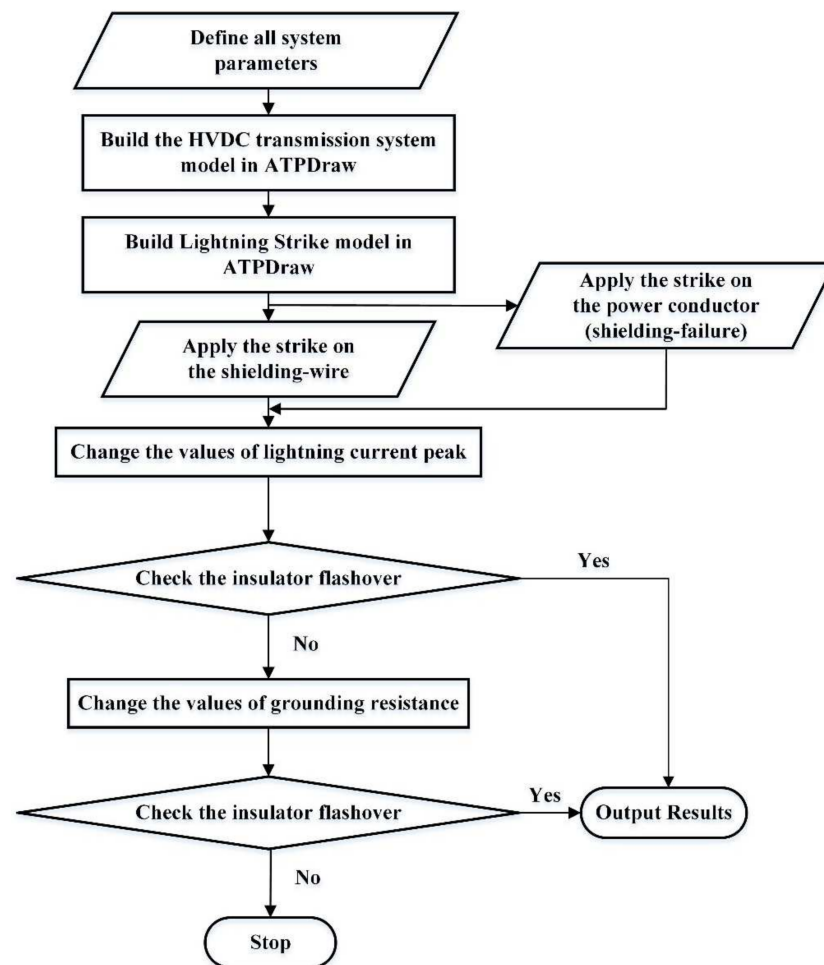 Define all system
parameters
Build the HVDC transmission system
model in ATPDraw
Build Lightning Strike model in
ATPDraw
Apply the strike on
the power conductor
(shielding-failure)
Apply the strike on
the shielding-wire
Change the values of lightning current peak
Check the insulator flashover
Yes
No
Change the values of grounding resistance
Check the insulator flashover
Yes
Output Results
No
Stop